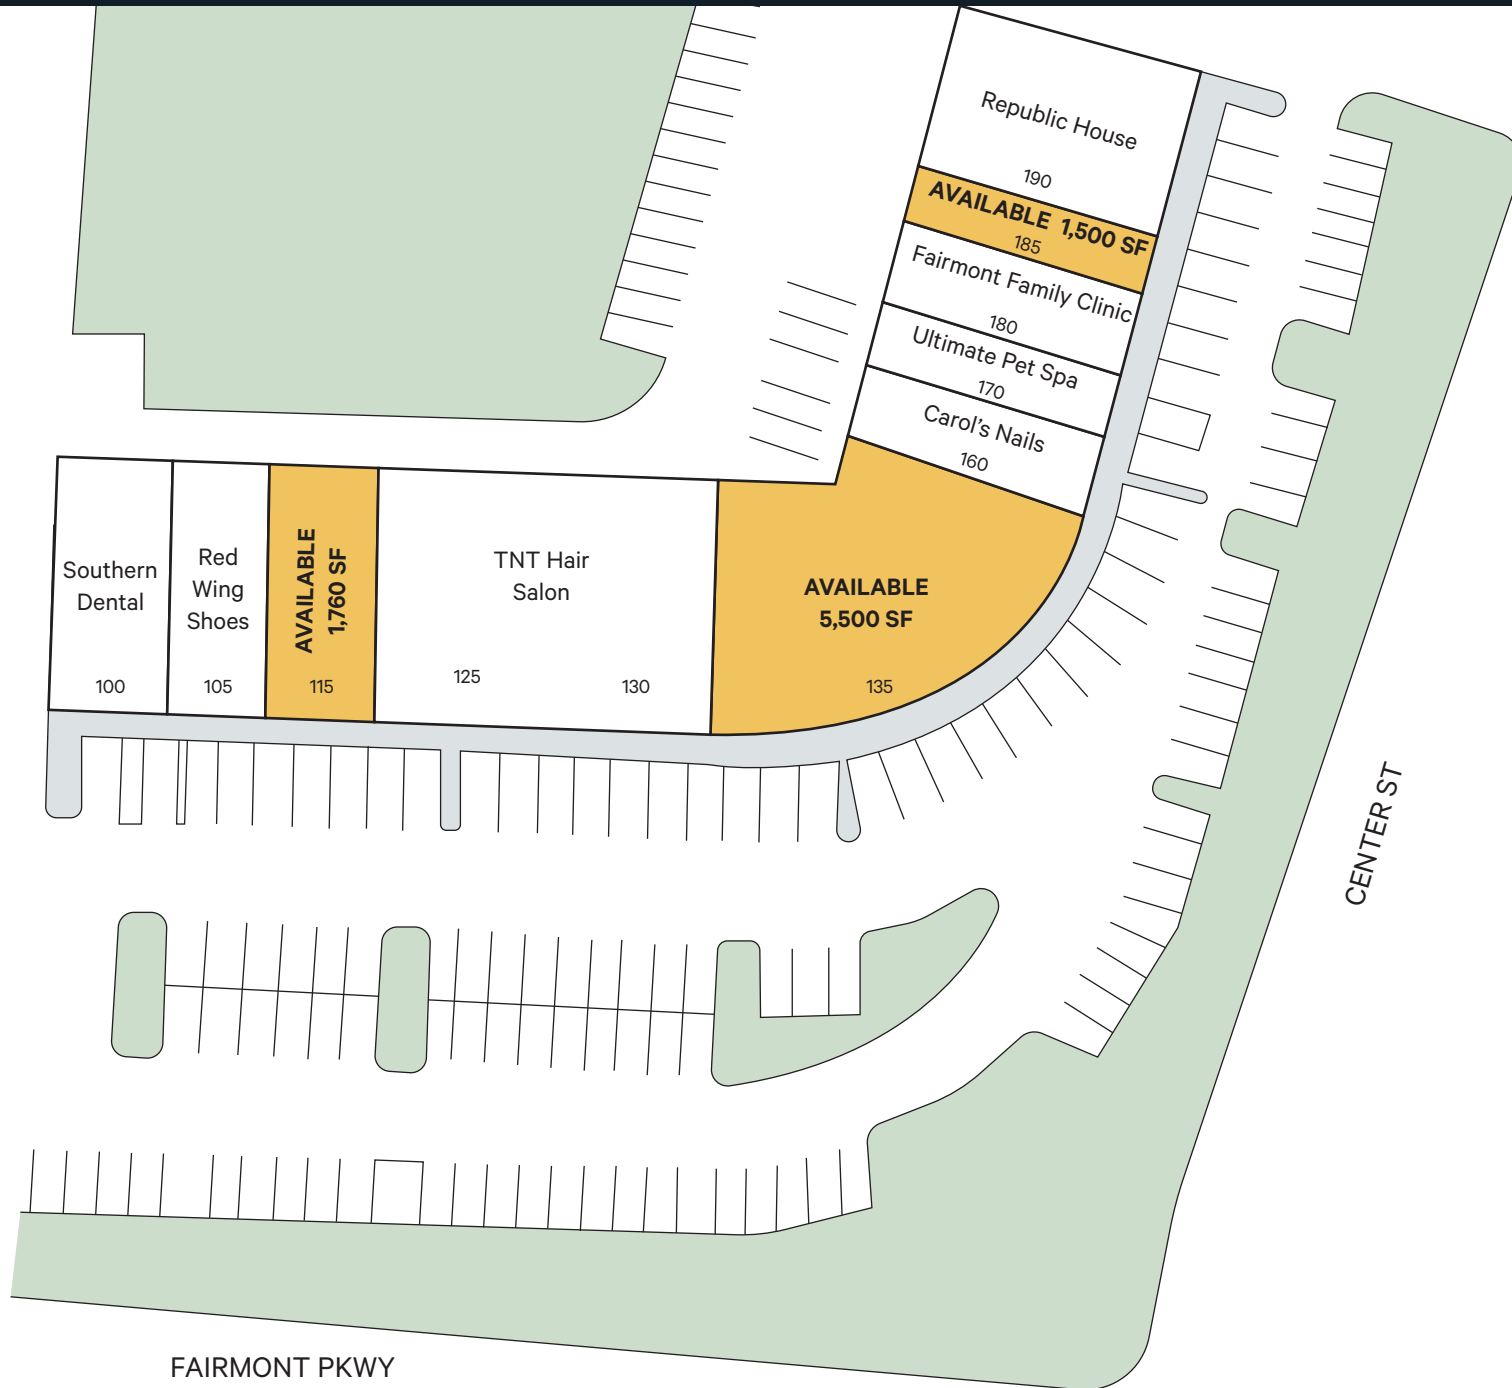 Republic House
190
AVAILABLE 1,500 SF
185
Fairmont Family Clinic
180
Ultimate Pet Spa
170
Carol's Nails
160
Southern
Dental
100
Red
Wing
Shoes
105
AVAILABLE
1,760 SF
115
TNT Hair
Salon
125
130
AVAILABLE
5,500 SF
135
CENTER ST
FAIRMONT PKWY